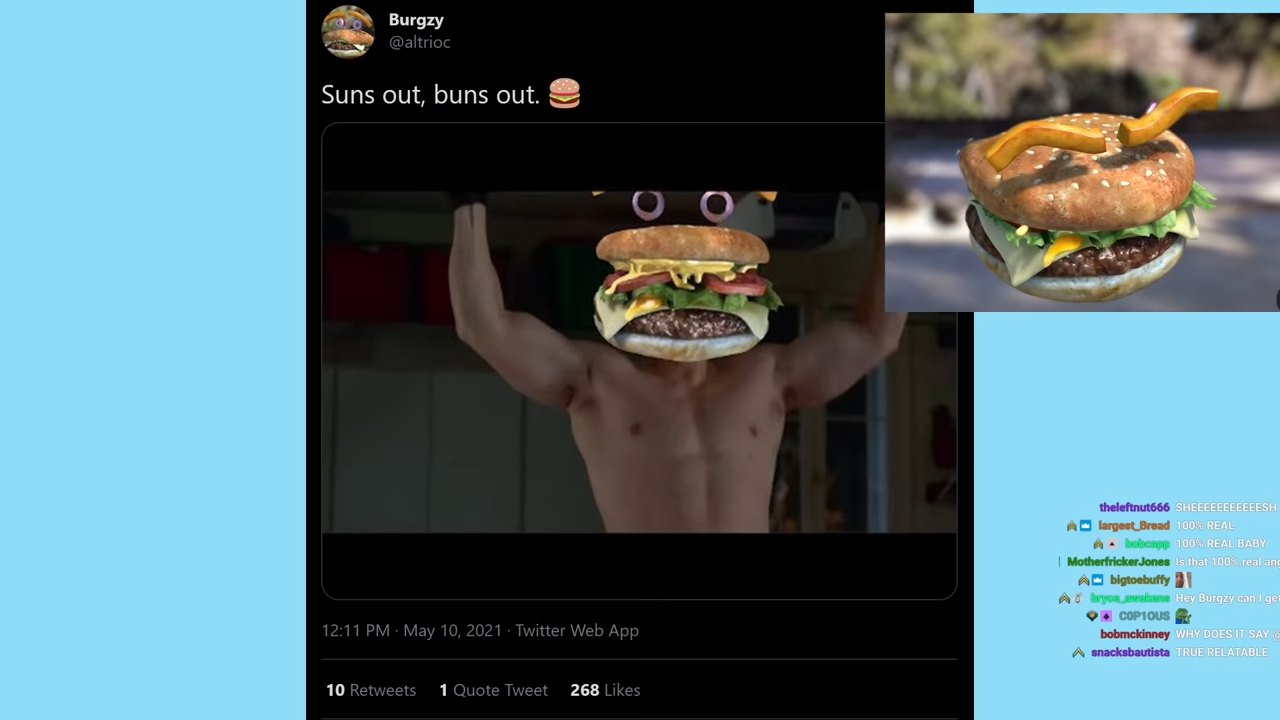 Burgzy
@altrioc
Suns out, buns out. 🍔
12:11 PM · May 10, 2021 · Twitter Web App
10 Retweets 1 Quote Tweet 268 Likes
theleftnut666 SHEEEEEEEEEEESH
largest_Bread 100% REAL
bobcapp 100% REAL BABY
MotherfrickerJones Is that 100% real
bigtoebuffy
bryce_awakens Hey Burgzy can I
C0P1OUS
bobmckinney WHY DOES IT SAY
snacksbautista TRUE RELATABLE